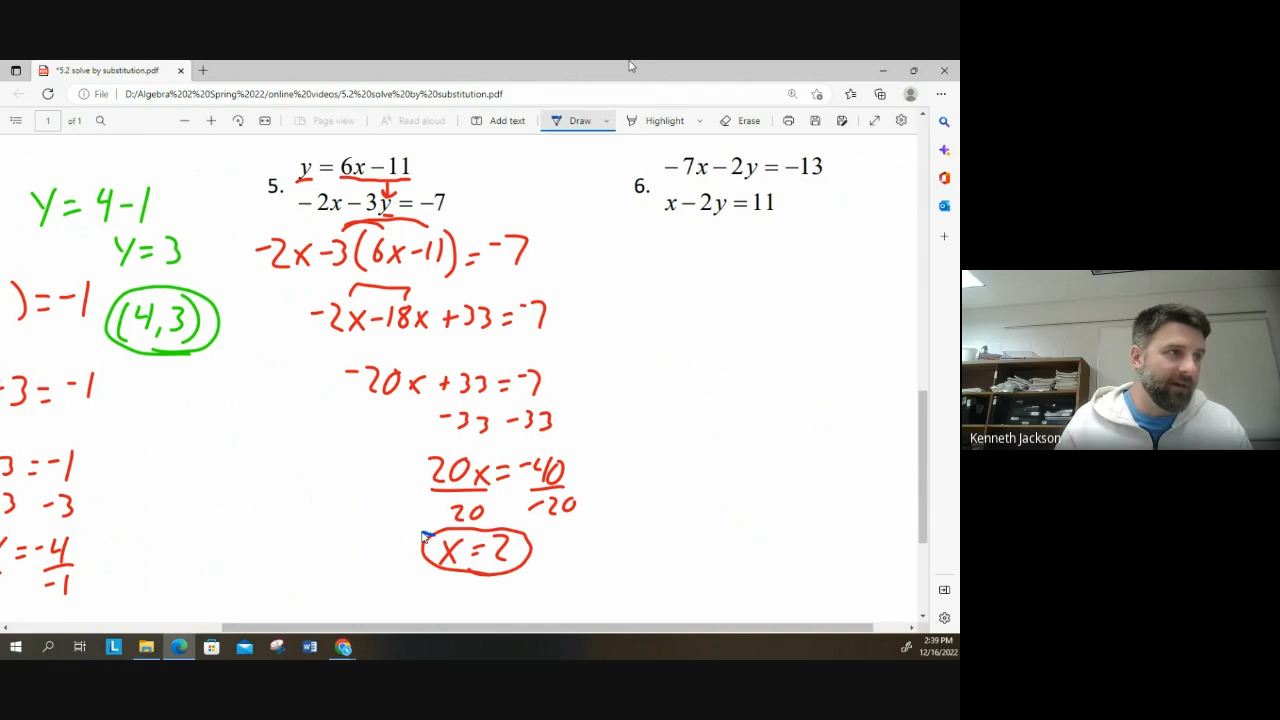 *5.2 solve by substitution.pdf
File D:/Algebra%202%20Spring%2022/online%20videos/5.2%20solve%20by%20substitution.pdf
1 of 1 Page view Read aloud Add text Draw Highlight Erase
y = 4 - 1
y = 3
) = -1
(4,3)
3 = -1
3 = -1
3 -3
= -4
-1
5.
y = 6x - 11
- 2x - 3y = -7
-2x - 3(6x - 11) = -7
-2x - 18x + 33 = -7
-20x + 33 = -7
-33 -33
20x = -40
20 -20
x = 2
6.
- 7x - 2y = -13
x - 2y = 11
Kenneth Jackson
2:39 PM
12/16/2022